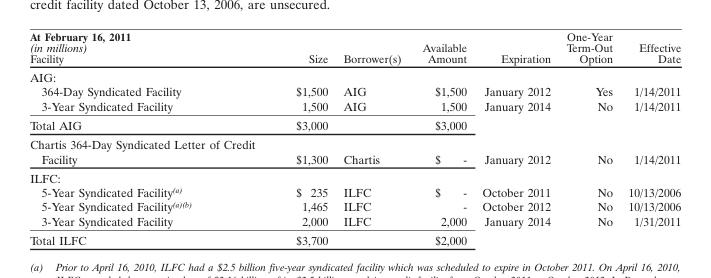 credit facility dated October 13, 2006, are unsecured.
At February 16, 2011 One-Year
(in millions) Available Term-Out Effective
Facility Size Borrower(s) Amount Expiration Option Date
AIG:
364-Day Syndicated Facility $1,500 AIG $1,500 January 2012 Yes 1/14/2011
3-Year Syndicated Facility 1,500 AIG 1,500 January 2014 No 1/14/2011
Total AIG $3,000 $3,000
Chartis 364-Day Syndicated Letter of Credit
Facility $1,300 Chartis $ - January 2012 No 1/14/2011
ILFC:
5-Year Syndicated Facility(a) $ 235 ILFC $ - October 2011 No 10/13/2006
5-Year Syndicated Facility(a)(b) 1,465 ILFC - October 2012 No 10/13/2006
3-Year Syndicated Facility 2,000 ILFC 2,000 January 2014 No 1/31/2011
Total ILFC $3,700 $2,000
(a) Prior to April 16, 2010, ILFC had a $2.5 billion five-year syndicated facility which was scheduled to expire in October 2011. On April 16, 2010,